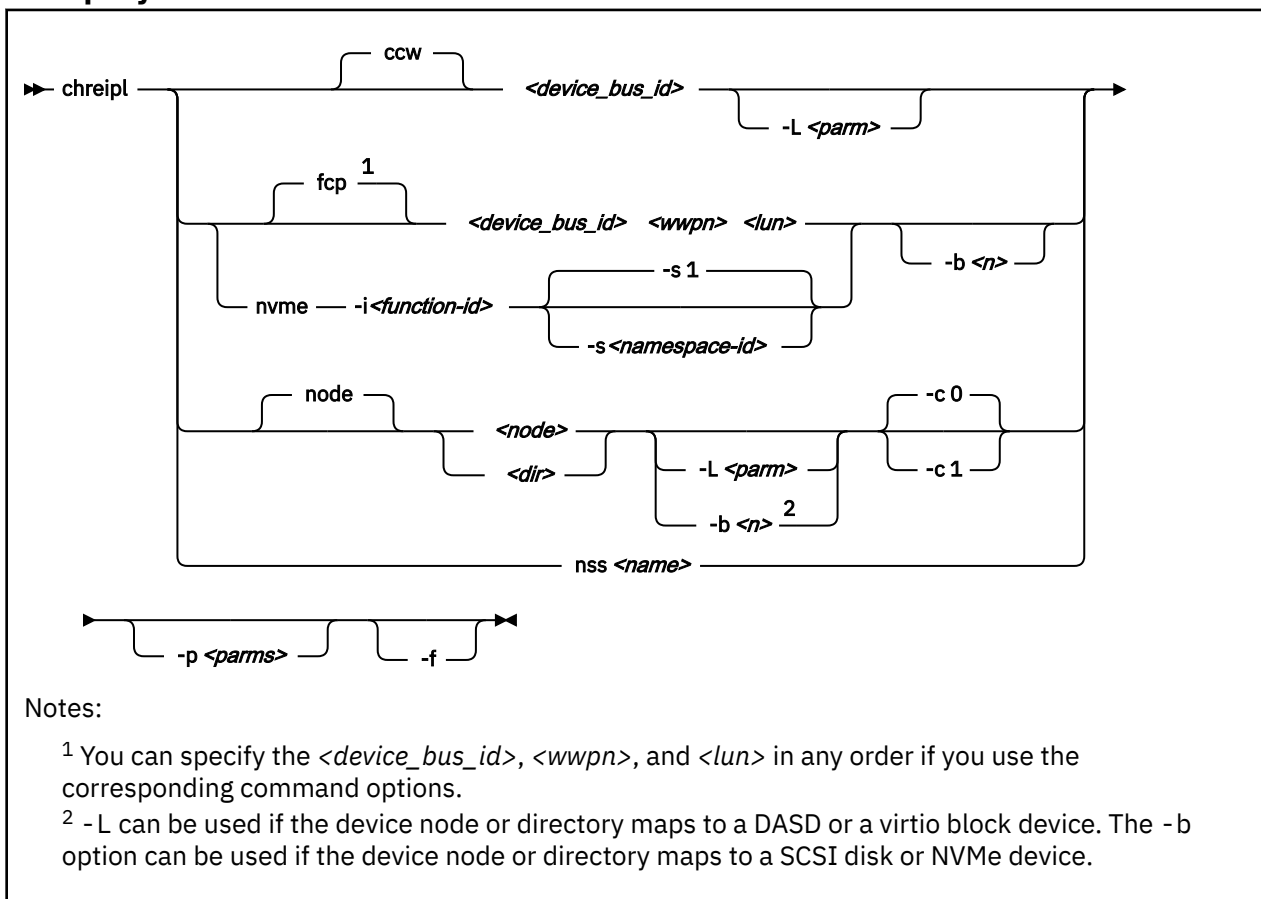 ccw
chreipl <device_bus_id>
-L <parm>
fcp 1
<device_bus_id> <wwpn> <lun>
-b <n>
-s 1
nvme -i<function-id>
-s<namespace-id>
node
-c 0
<node>
<dir>
-L <parm>
-c 1
-b <n> 2
nss <name>
-p <parms>
-f
Notes:
1 You can specify the <device_bus_id>, <wwpn>, and <lun> in any order if you use the
corresponding command options.
2 -L can be used if the device node or directory maps to a DASD or a virtio block device. The -b
option can be used if the device node or directory maps to a SCSI disk or NVMe device.